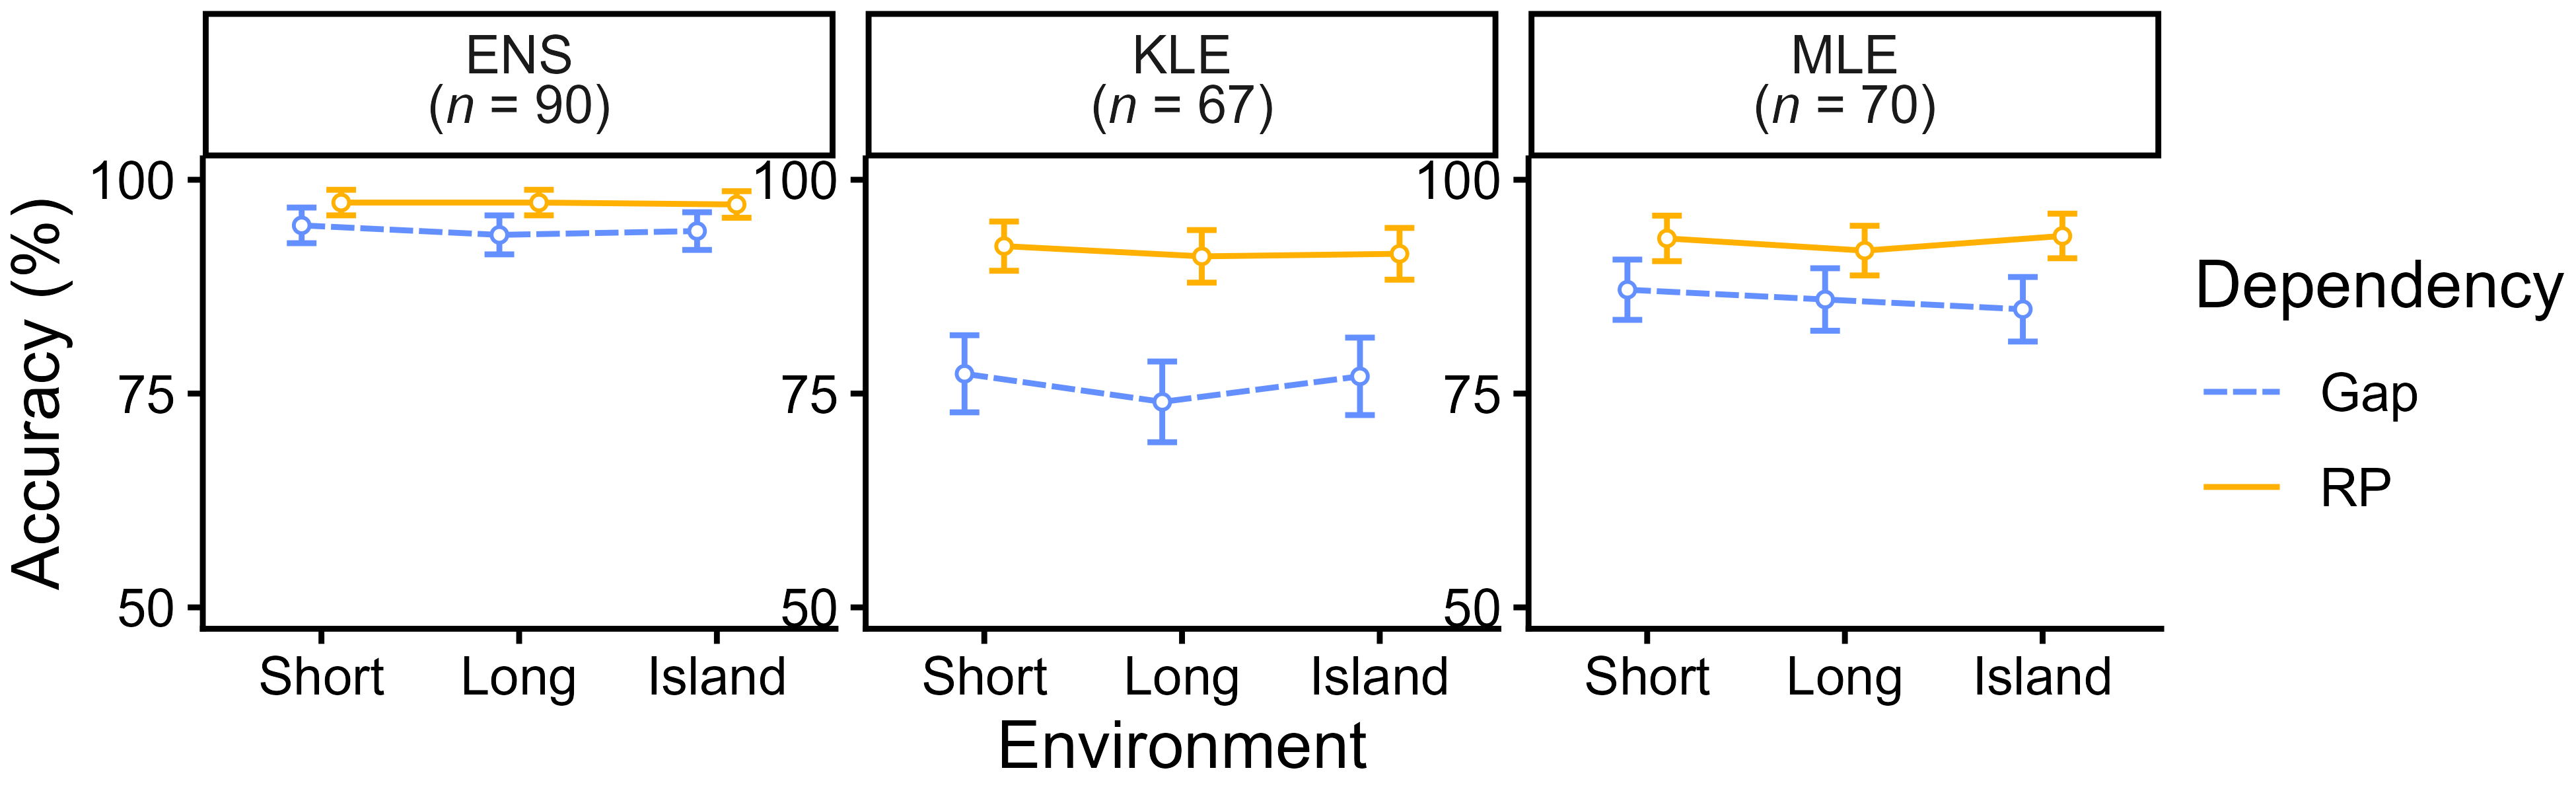 ENS
(n = 90)
KLE
(n = 67)
MLE
(n = 70)
Accuracy (%)
100
75
50
100
75
50
100
75
50
Short Long Island
Short Long Island
Short Long Island
Environment
Dependency
Gap
RP